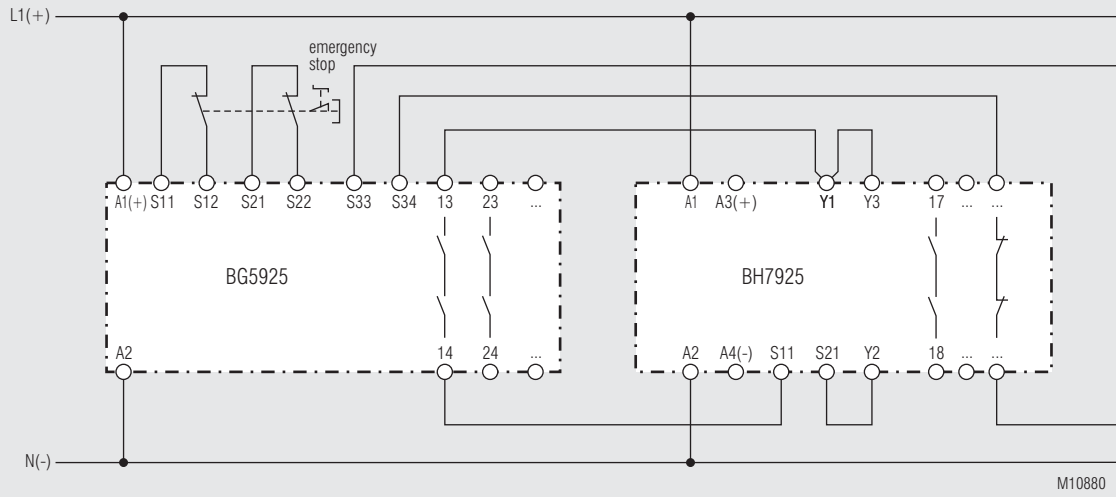 L1(+)
emergency
stop
A1(+) S11 S12 S21 S22 S33 S34 13 23 ...
A1 A3(+) Y1 Y3 17 ... ...
BG5925
BH7925
A2 14 24 ...
A2 A4(-) S11 S21 Y2 18 ... ...
N(-)
M10880